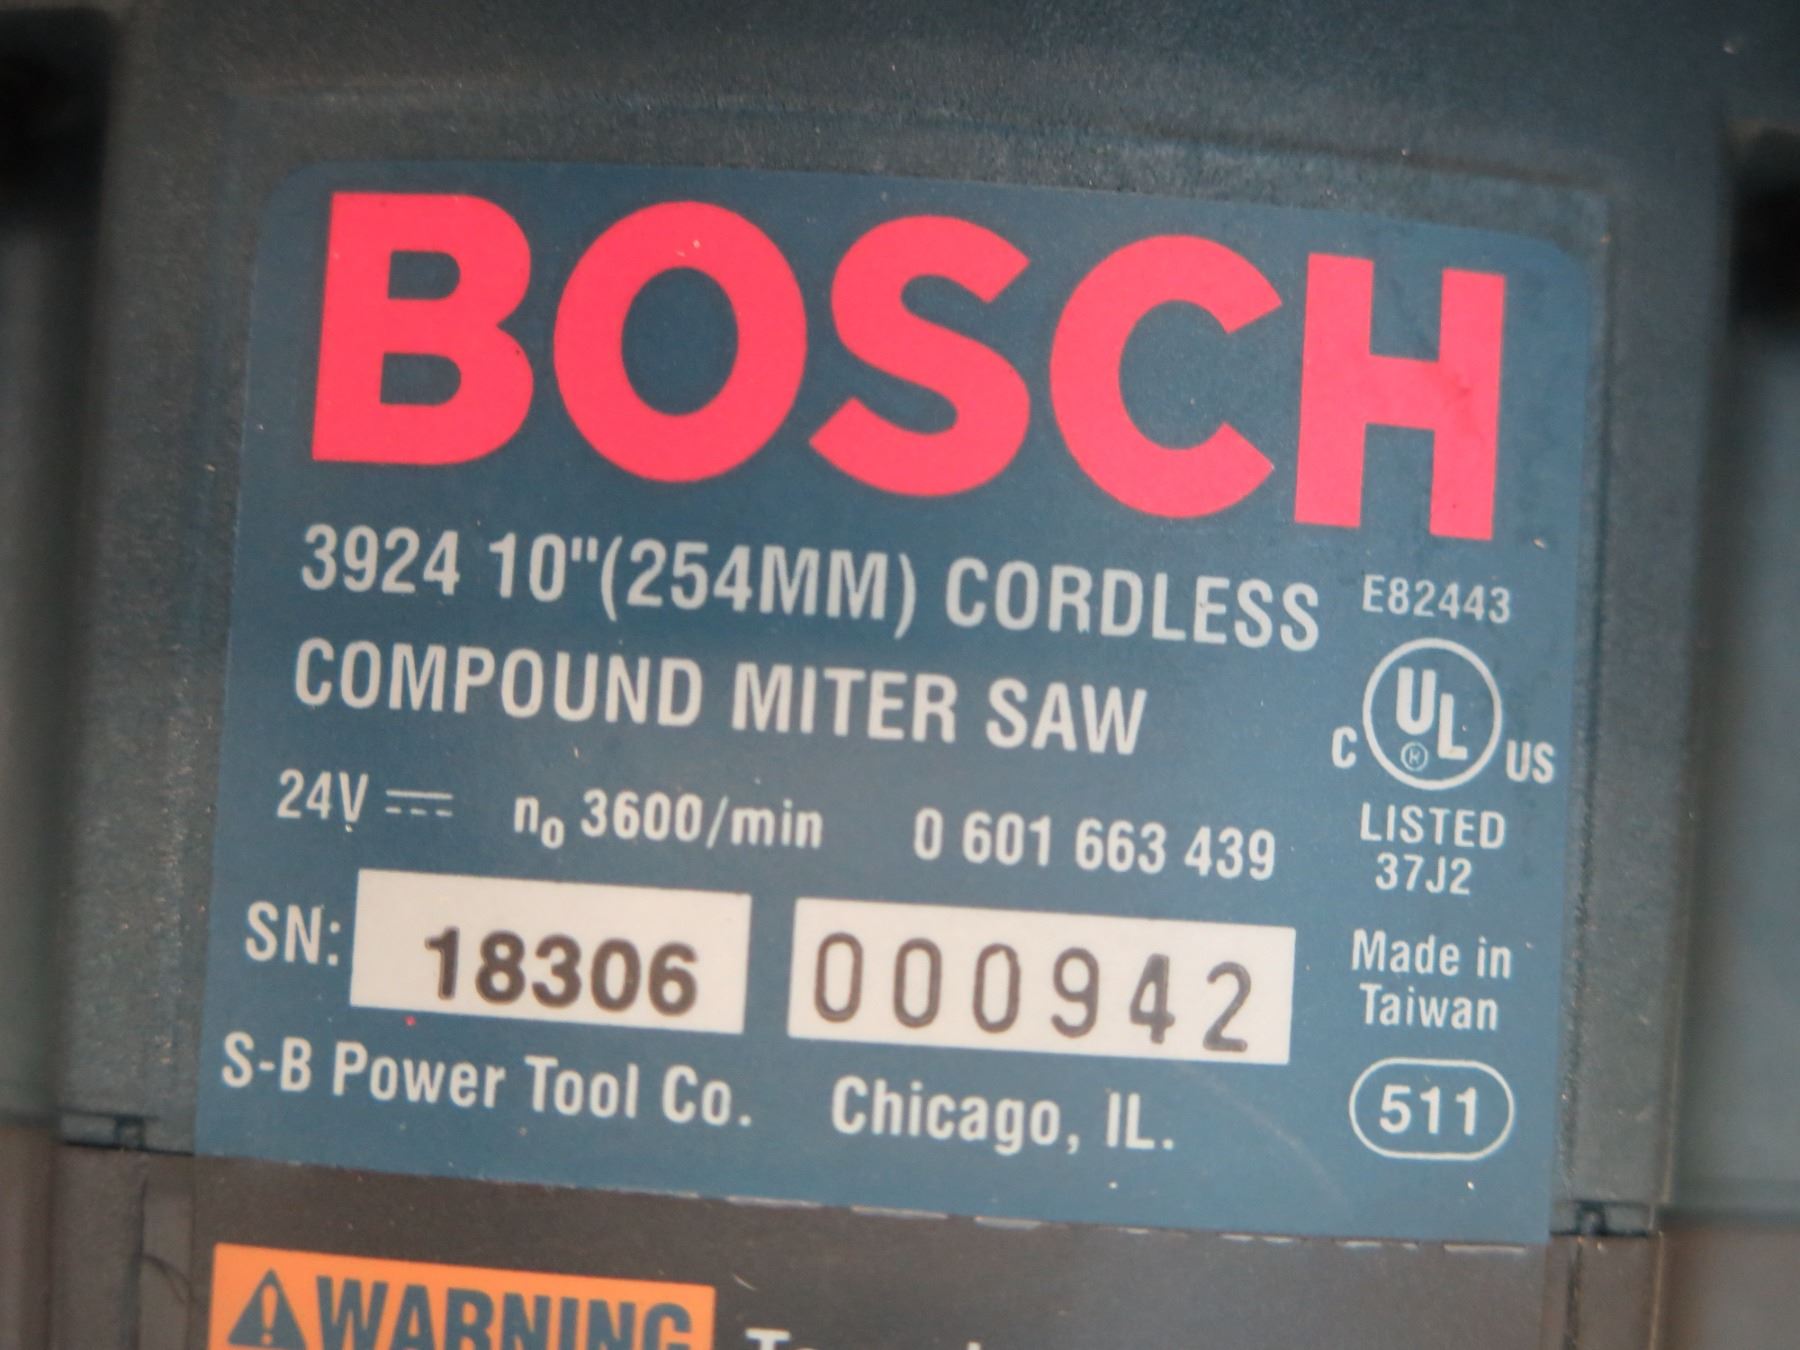 BOSCH
3924 10"(254MM) CORDLESS
COMPOUND MITER SAW
E82443
C UL ® US
LISTED
37J2
24V n₀ 3600/min 0 601 663 439
SN: 18306 000942
Made in
Taiwan
S-B Power Tool Co. Chicago, IL.
511
WARNING